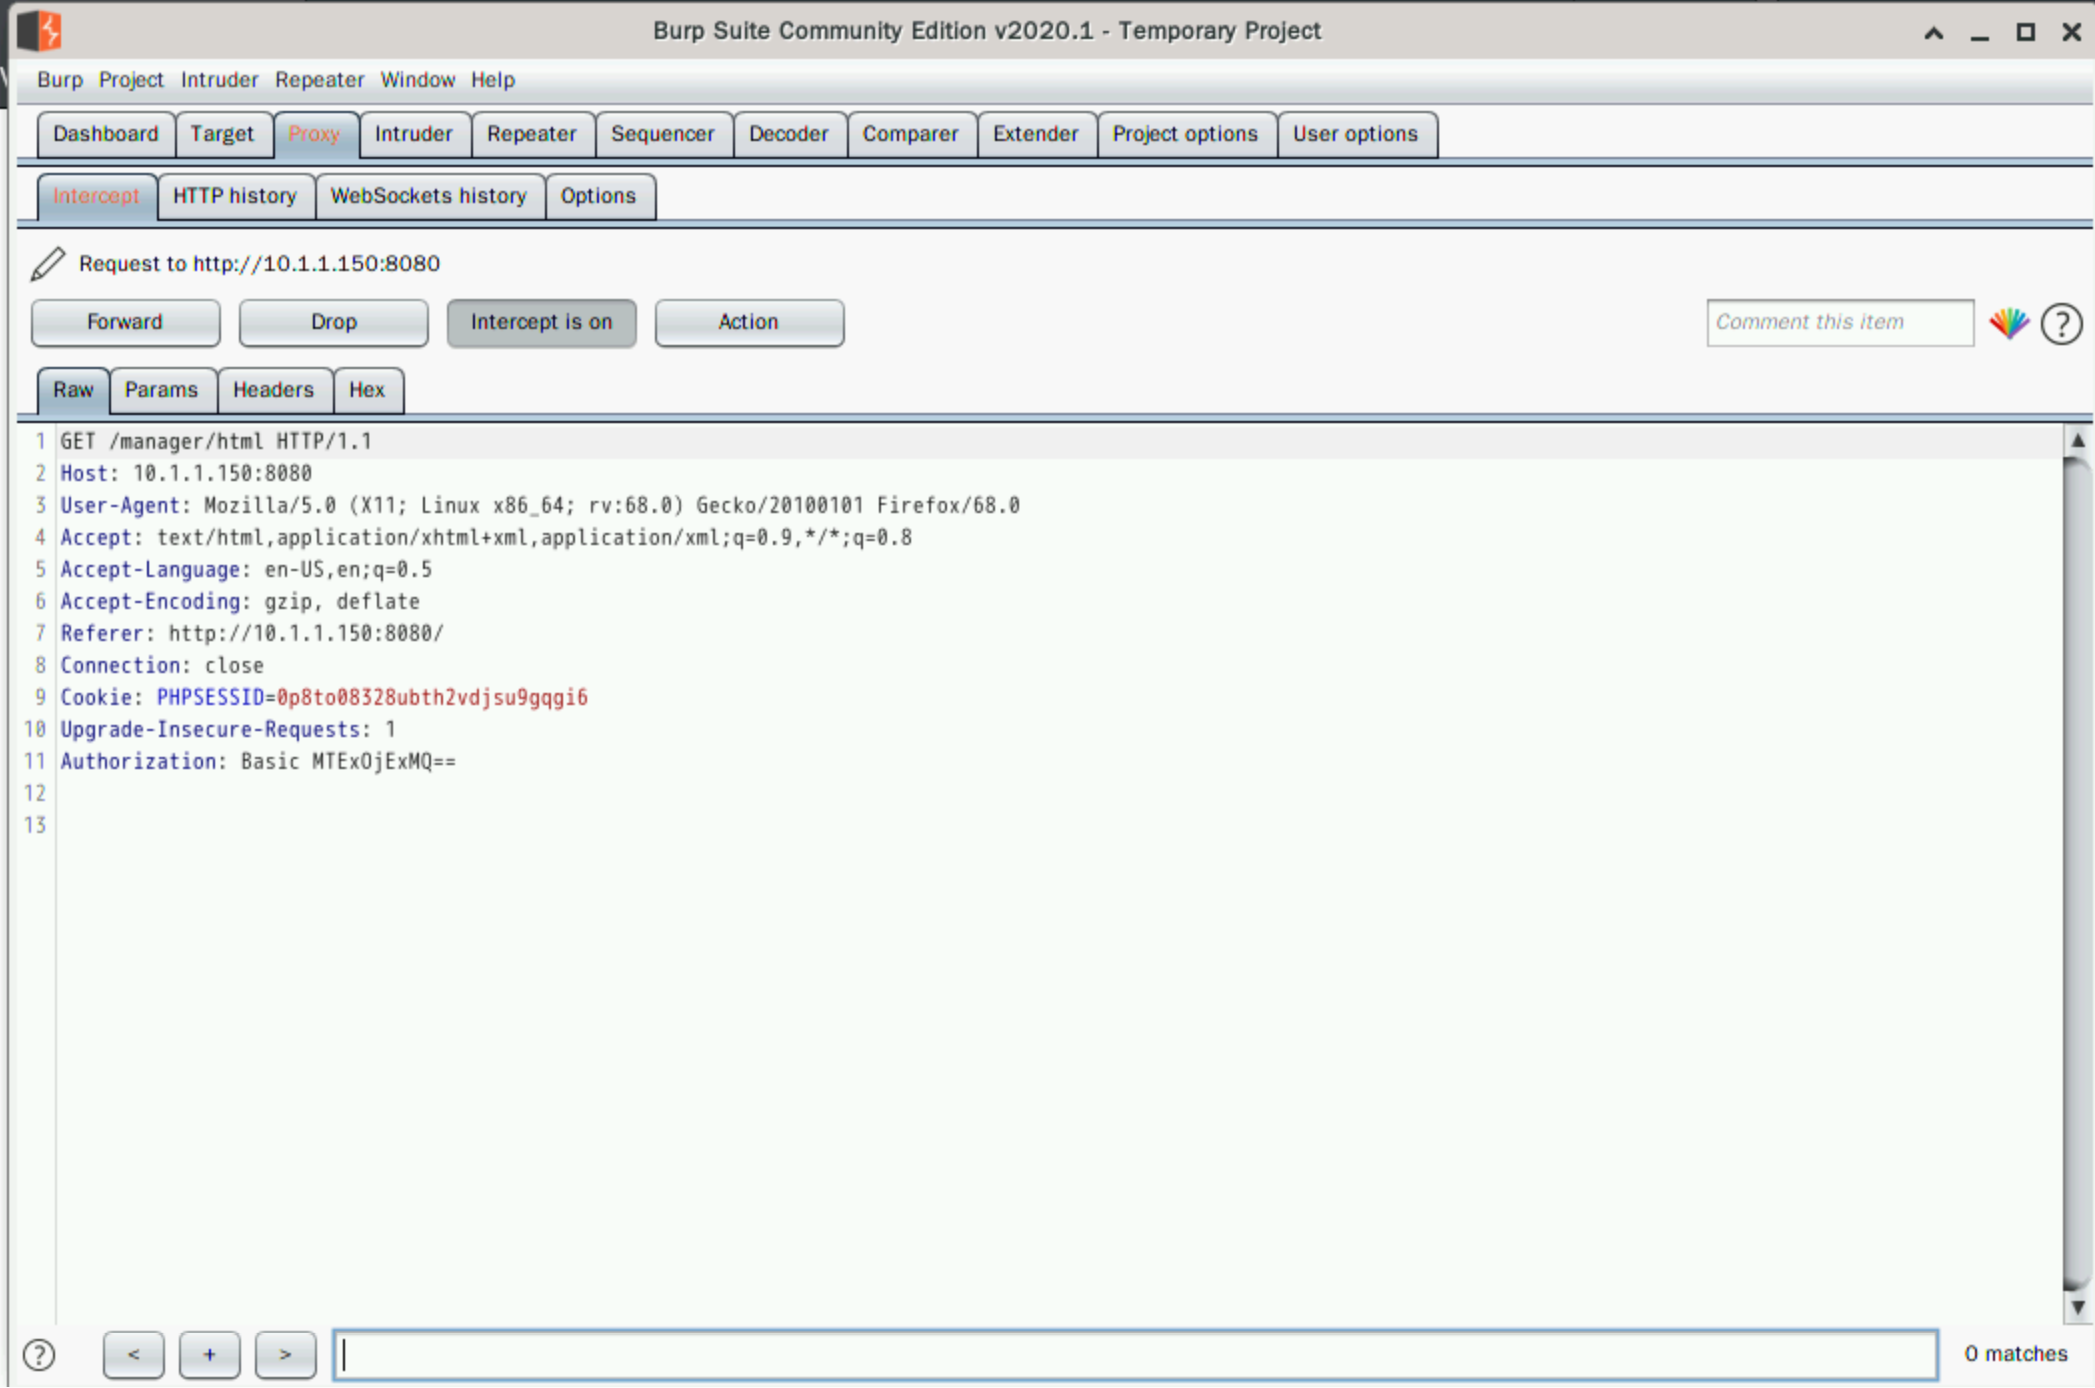 Burp Suite Community Edition v2020.1 - Temporary Project
Burp Project Intruder Repeater Window Help
Dashboard Target Proxy Intruder Repeater Sequencer Decoder Comparer Extender Project options User options
Intercept HTTP history WebSockets history Options
Request to http://10.1.1.150:8080
Forward Drop Intercept is on Action Comment this item ?
Raw Params Headers Hex
1 GET /manager/html HTTP/1.1
2 Host: 10.1.1.150:8080
3 User-Agent: Mozilla/5.0 (X11; Linux x86_64; rv:68.0) Gecko/20100101 Firefox/68.0
4 Accept: text/html,application/xhtml+xml,application/xml;q=0.9,*/*;q=0.8
5 Accept-Language: en-US,en;q=0.5
6 Accept-Encoding: gzip, deflate
7 Referer: http://10.1.1.150:8080/
8 Connection: close
9 Cookie: PHPSESSID=0p8to08328ubth2vdjsu9gqgi6
10 Upgrade-Insecure-Requests: 1
11 Authorization: Basic MTExOjExMQ==
12
13
? < + > 0 matches